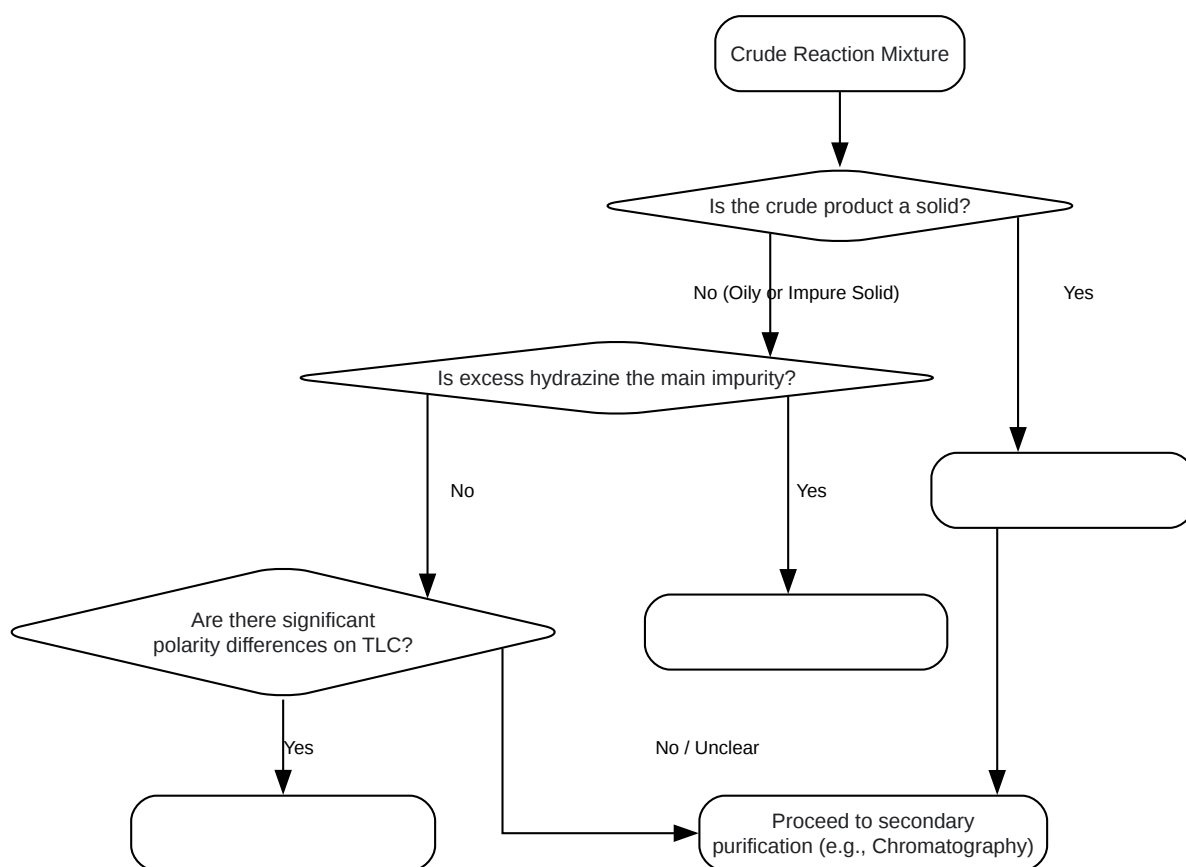 Crude Reaction Mixture
Is the crude product a solid?
No (Oily or Impure Solid)
Yes
Is excess hydrazine the main impurity?
No
Yes
Are there significant
polarity differences on TLC?
Yes
No / Unclear
Proceed to secondary
purification (e.g., Chromatography)